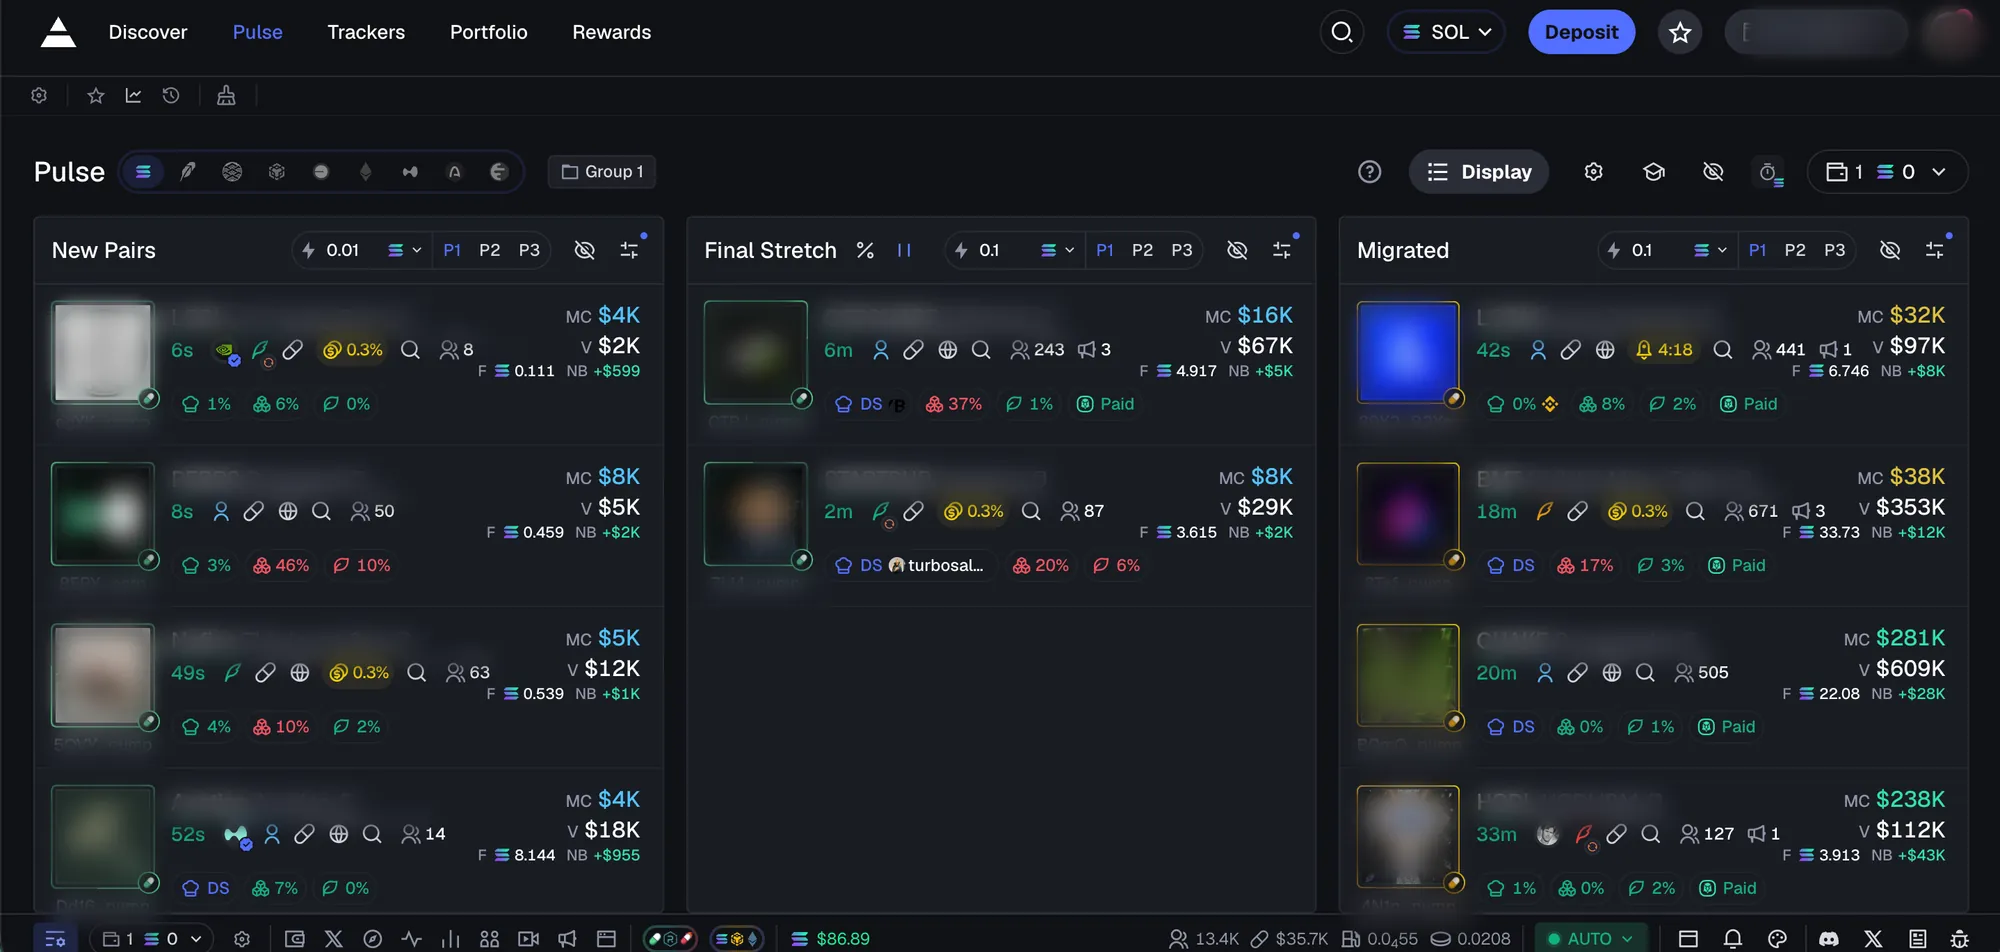 Discover Pulse Trackers Portfolio Rewards SOL Deposit
Pulse Group 1 Display 1 0
New Pairs 0.01 P1 P2 P3
MC $4K
6s 0.3% 8 V $2K
F 0.111 NB +$599
1% 6% 0%
MC $8K
8s 50 V $5K
F 0.459 NB +$2K
3% 46% 10%
MC $5K
49s 0.3% 63 V $12K
F 0.539 NB +$1K
4% 10% 2%
MC $4K
52s 14 V $18K
F 8.144 NB +$955
DS 7% 0%
Final Stretch 0.1 P1 P2 P3
MC $16K
6m 243 3 V $67K
F 4.917 NB +$5K
DS 37% 1% Paid
MC $8K
2m 0.3% 87 V $29K
F 3.615 NB +$2K
DS turbosal... 20% 6%
Migrated 0.1 P1 P2 P3
MC $32K
42s 4:18 441 1 V $97K
F 6.746 NB +$8K
0% 8% 2% Paid
MC $38K
18m 0.3% 671 3 V $353K
F 33.73 NB +$12K
DS 17% 3% Paid
MC $281K
20m 505 V $609K
F 22.08 NB +$28K
DS 0% 1% Paid
MC $238K
33m 127 1 V $112K
F 3.913 NB +$43K
1% 0% 2% Paid
1 0 $86.89 13.4K $35.7K 0.0₄55 0.0208 AUTO